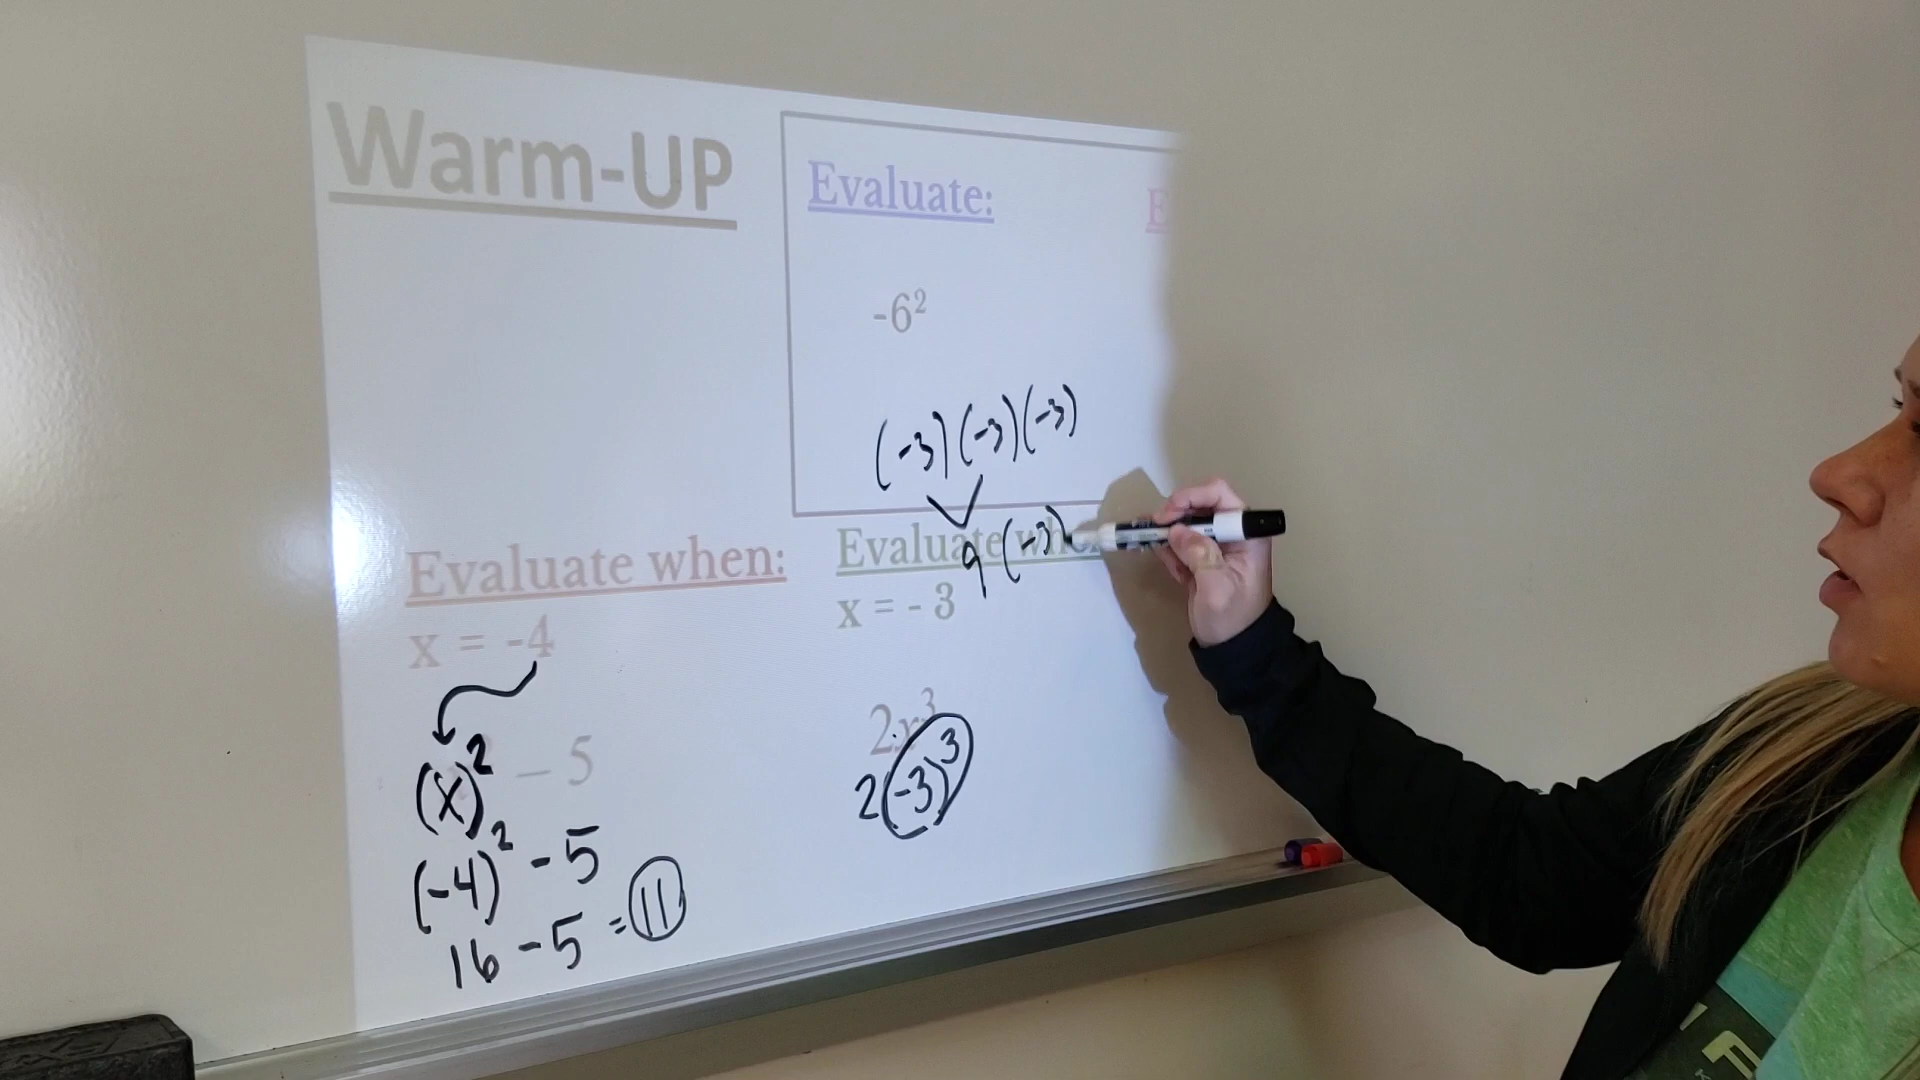 Warm-UP
Evaluate:
E
-6²
(-3)(-3)(-3)
9(-3)
Evaluate when:
x = -4
(x)² – 5
(-4)² - 5
16 - 5 = 11
Evaluate when
x = - 3
2x³
2(-3)³